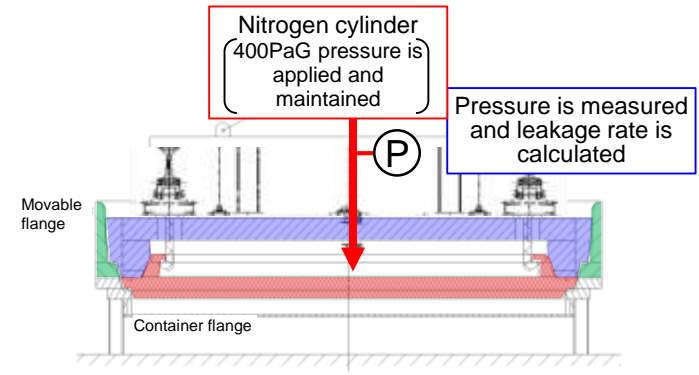 Nitrogen cylinder
400PaG pressure is
applied and
maintained
Pressure is measured
and leakage rate is
calculated
P
Movable
flange
Container flange